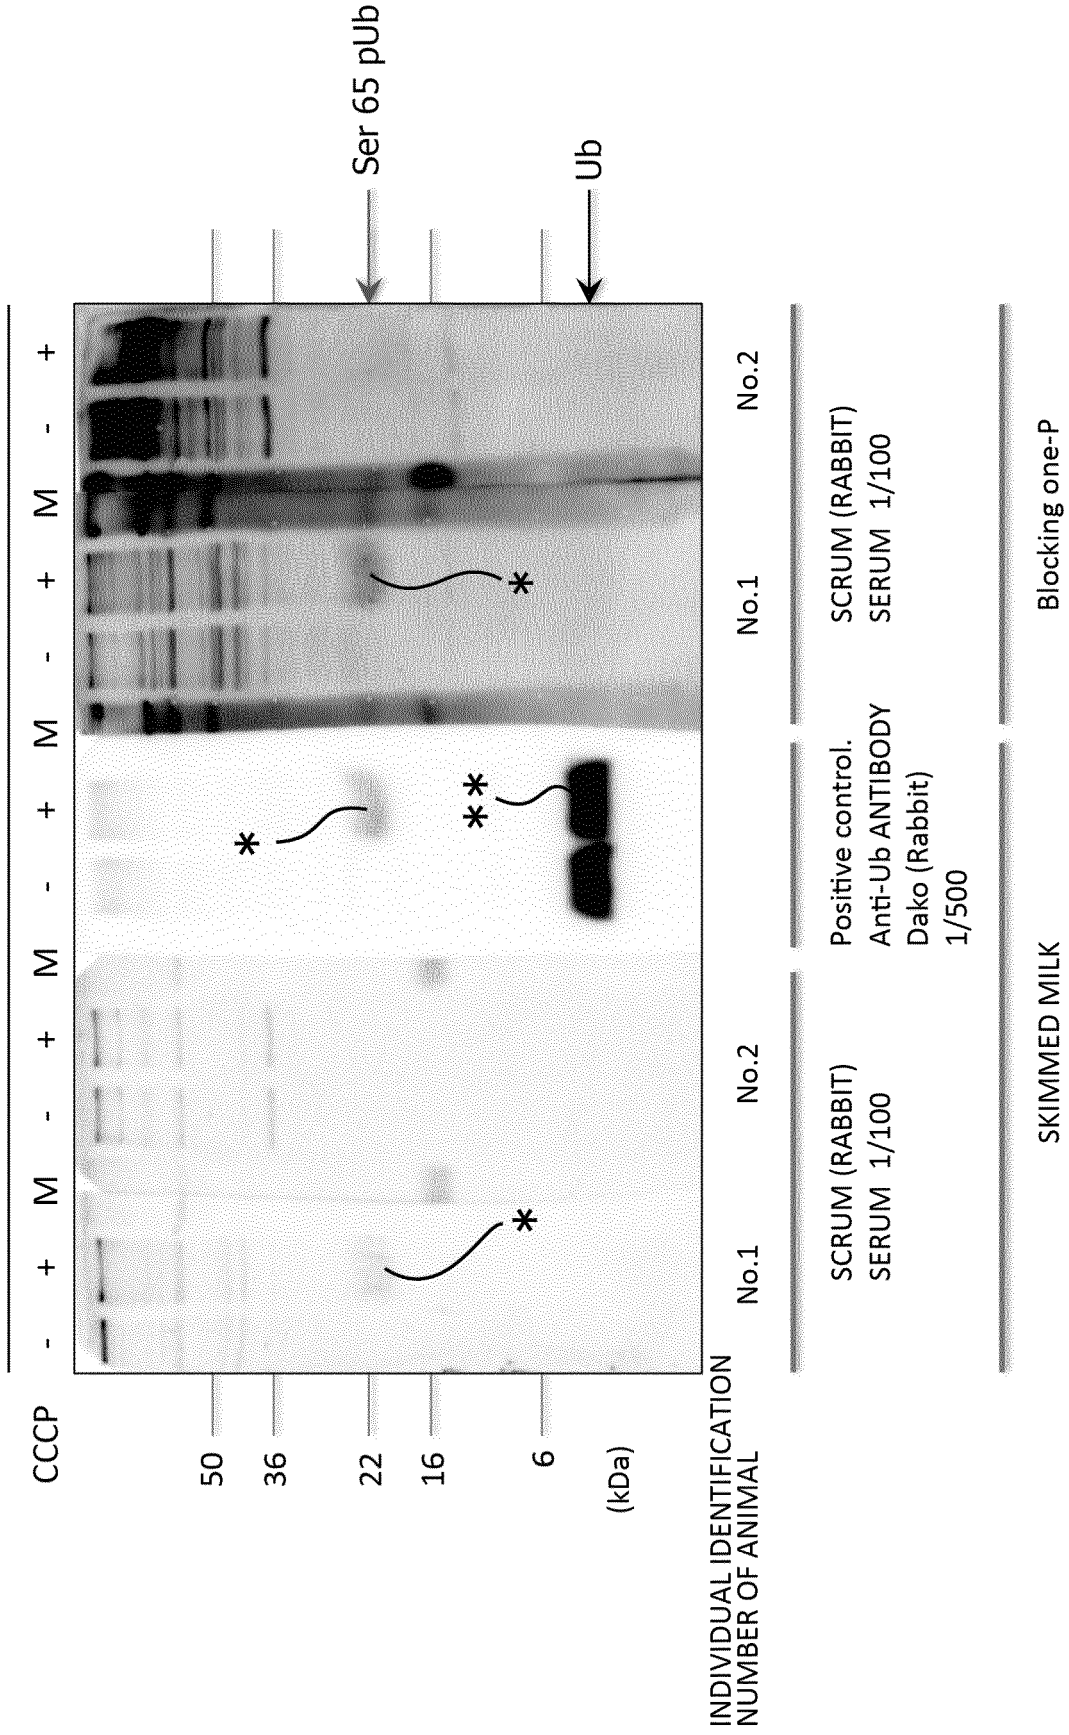 CCCP
- + M - + M - + M - + M - +
50
36
22
16
6
(kDa)
Ser 65 pUb
Ub
*
*
**
*
INDIVIDUAL IDENTIFICATION
NUMBER OF ANIMAL
No.1
No.2
No.1
No.2
SCRUM (RABBIT)
SERUM 1/100
Positive control.
Anti-Ub ANTIBODY
Dako (Rabbit)
1/500
SCRUM (RABBIT)
SERUM 1/100
SKIMMED MILK
Blocking one-P